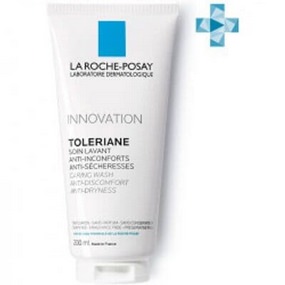 LA ROCHE-POSAY
LABORATOIRE DERMATOLOGIQUE
INNOVATION
TOLERIANE
SOIN LAVANT
ANTI-INCONFORTS
ANTI-SÉCHERESSES
CARING WASH
ANTI-DISCOMFORT
ANTI-DRYNESS
200 ml